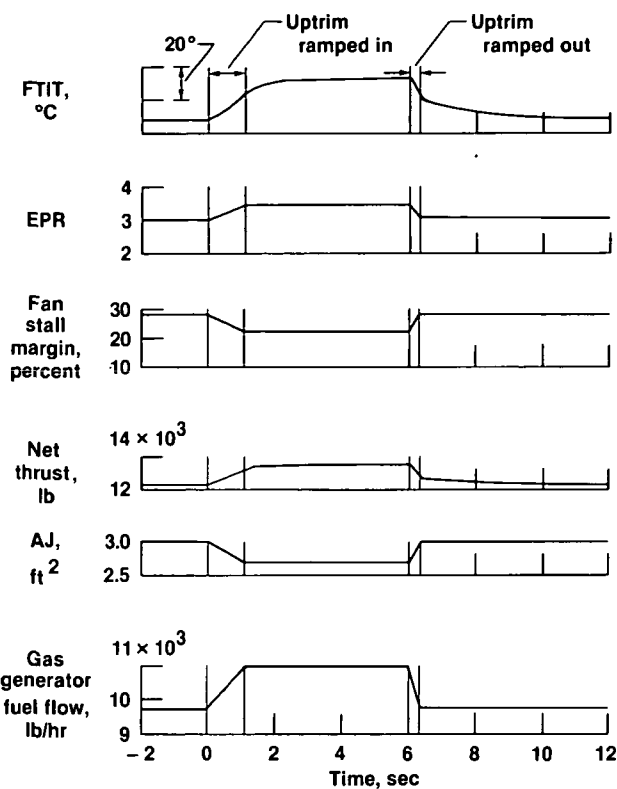 Uptrim
ramped in
Uptrim
ramped out
20°
FTIT,
°C
EPR
4
3
2
Fan
stall
margin,
percent
30
20
10
Net
thrust,
lb
14 × 10³
12
AJ,
ft²
3.0
2.5
Gas
generator
fuel flow,
lb/hr
11 × 10³
10
9
– 2 0 2 4 6 8 10 12
Time, sec